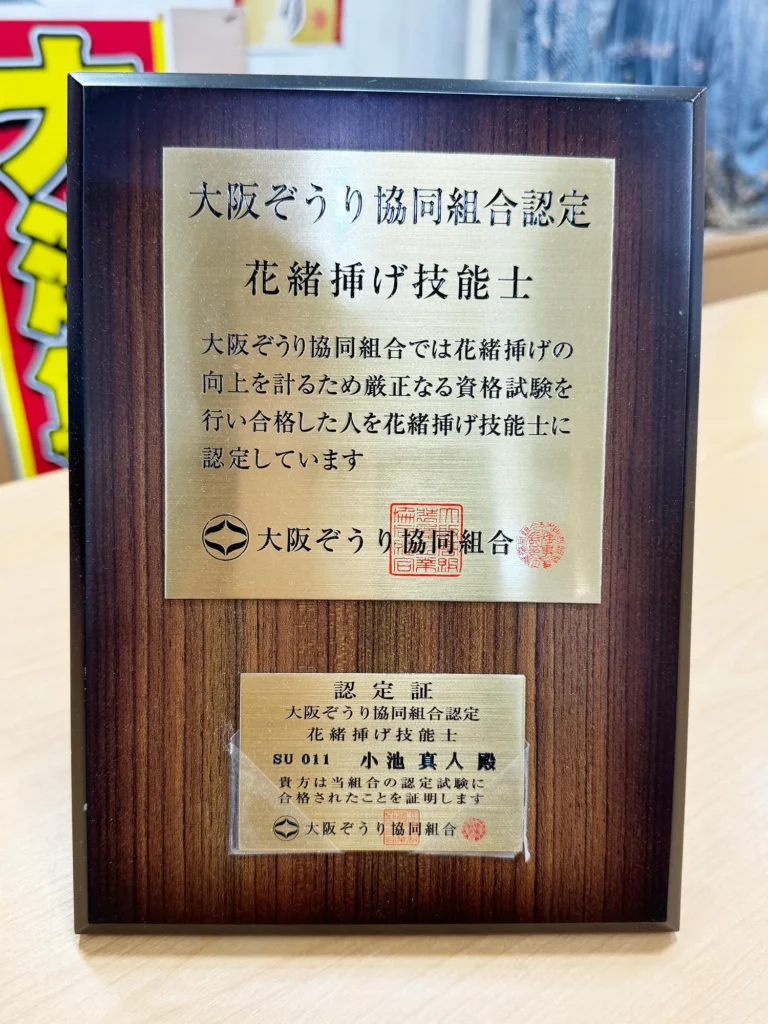 大阪ぞうり協同組合認定
花緒挿げ技能士
大阪ぞうり協同組合では花緒挿げの
向上を計るため厳正なる資格試験を
行い合格した人を花緒挿げ技能士に
認定しています
大阪ぞうり協同組合
認定証
大阪ぞうり協同組合認定
花緒挿げ技能士
SU 011 小池 真人 殿
貴方は当組合の認定試験に
合格されたことを証明します
大阪ぞうり協同組合